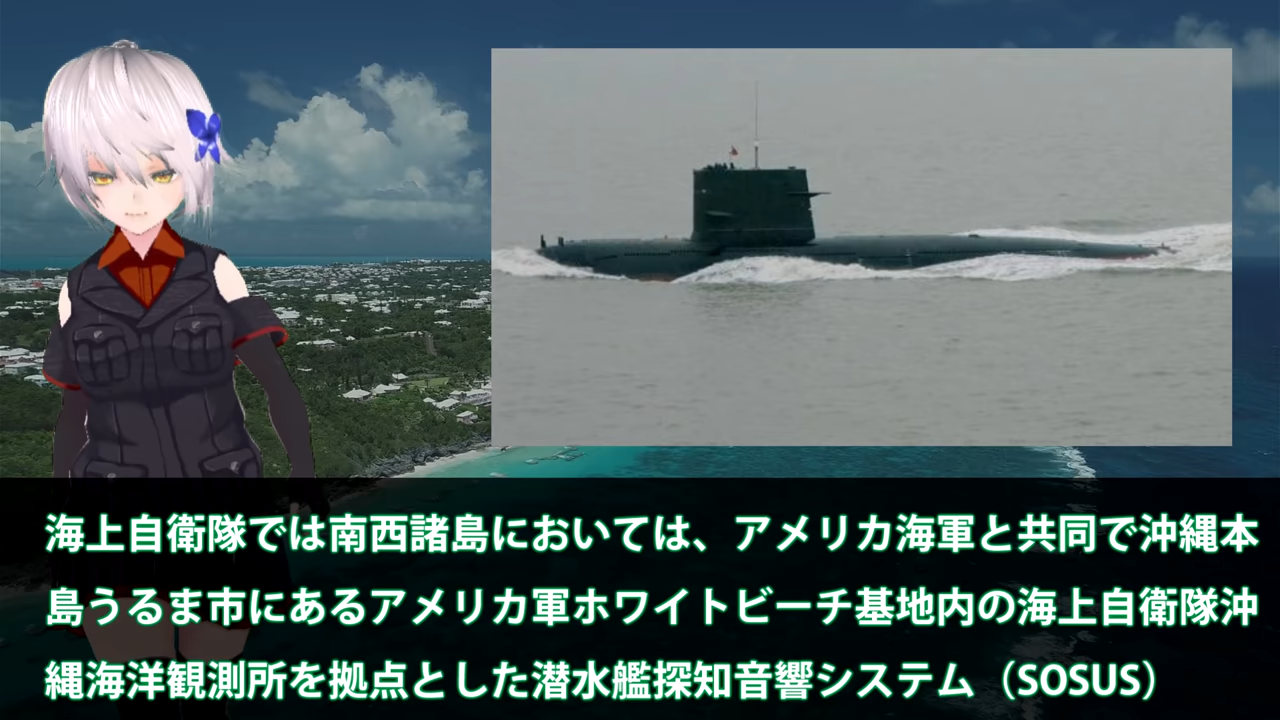 海上自衛隊では南西諸島においては、アメリカ海軍と共同で沖縄本
島うるま市にあるアメリカ軍ホワイトビーチ基地内の海上自衛隊沖
縄海洋観測所を拠点とした潜水艦探知音響システム（SOSUS）